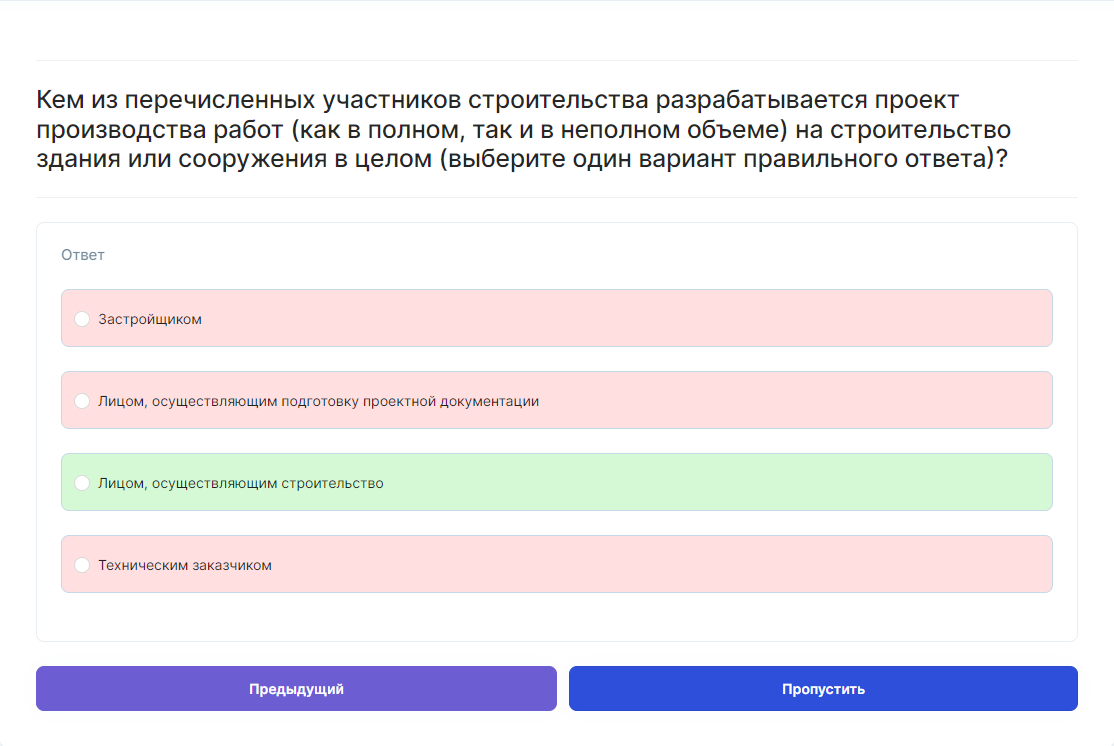 Кем из перечисленных участников строительства разрабатывается проект
производства работ (как в полном, так и в неполном объеме) на строительство
здания или сооружения в целом (выберите один вариант правильного ответа)?
Ответ
Застройщиком
Лицом, осуществляющим подготовку проектной документации
Лицом, осуществляющим строительство
Техническим заказчиком
Предыдущий
Пропустить